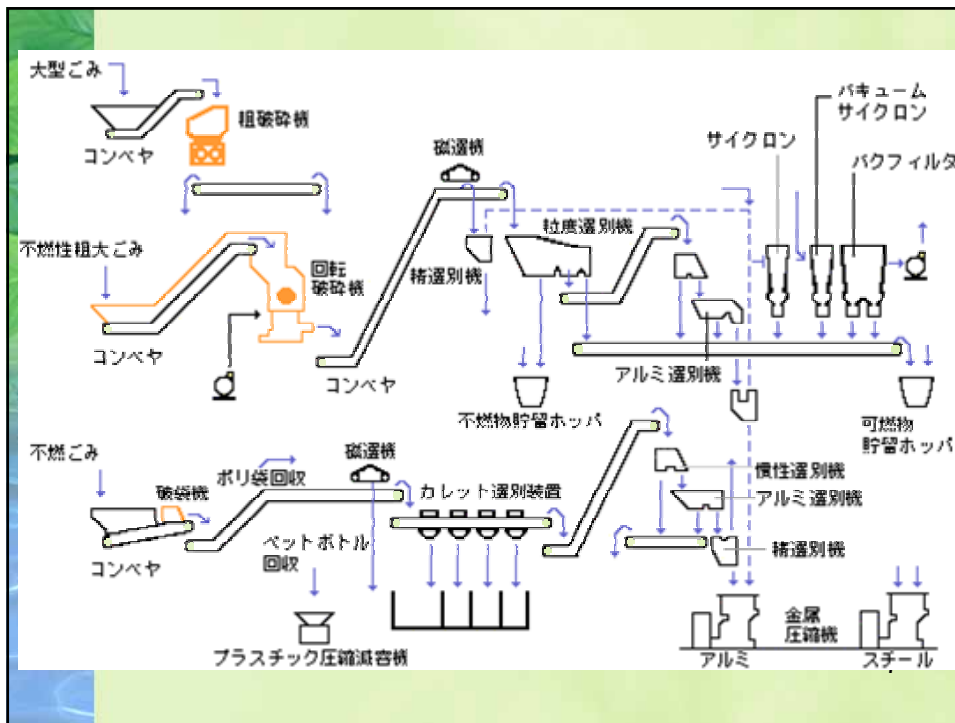 大型ごみ
粗破砕機
コンベヤ
磁選機
サイクロン
バキューム
サイクロン
バクフィルタ
不燃性粗大ごみ
回転
破砕機
精選別機
粒度選別機
コンベヤ
コンベヤ
アルミ選別機
不燃物貯留ホッパ
可燃物
貯留ホッパ
不燃ごみ
破袋機
ポリ袋回収
磁選機
カレット選別装置
慣性選別機
アルミ選別機
コンベヤ
ペットボトル
回収
精選別機
プラスチック圧縮減容機
金属
圧縮機
アルミ
スチール